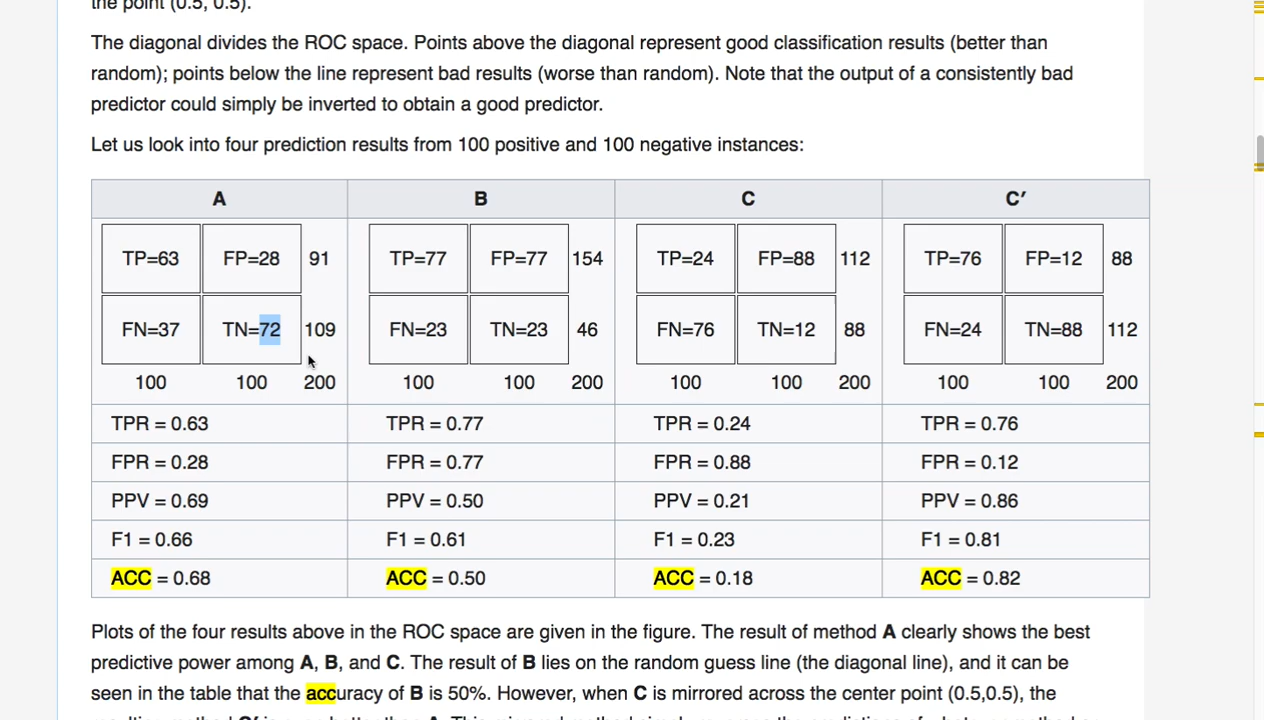 the point (0.5, 0.5).
The diagonal divides the ROC space. Points above the diagonal represent good classification results (better than
random); points below the line represent bad results (worse than random). Note that the output of a consistently bad
predictor could simply be inverted to obtain a good predictor.
Let us look into four prediction results from 100 positive and 100 negative instances:
A B C C′
TP=63 FP=28 91 TP=77 FP=77 154 TP=24 FP=88 112 TP=76 FP=12 88
FN=37 TN=72 109 FN=23 TN=23 46 FN=76 TN=12 88 FN=24 TN=88 112
100 100 200 100 100 200 100 100 200 100 100 200
TPR = 0.63 TPR = 0.77 TPR = 0.24 TPR = 0.76
FPR = 0.28 FPR = 0.77 FPR = 0.88 FPR = 0.12
PPV = 0.69 PPV = 0.50 PPV = 0.21 PPV = 0.86
F1 = 0.66 F1 = 0.61 F1 = 0.23 F1 = 0.81
ACC = 0.68 ACC = 0.50 ACC = 0.18 ACC = 0.82
Plots of the four results above in the ROC space are given in the figure. The result of method A clearly shows the best
predictive power among A, B, and C. The result of B lies on the random guess line (the diagonal line), and it can be
seen in the table that the accuracy of B is 50%. However, when C is mirrored across the center point (0.5,0.5), the